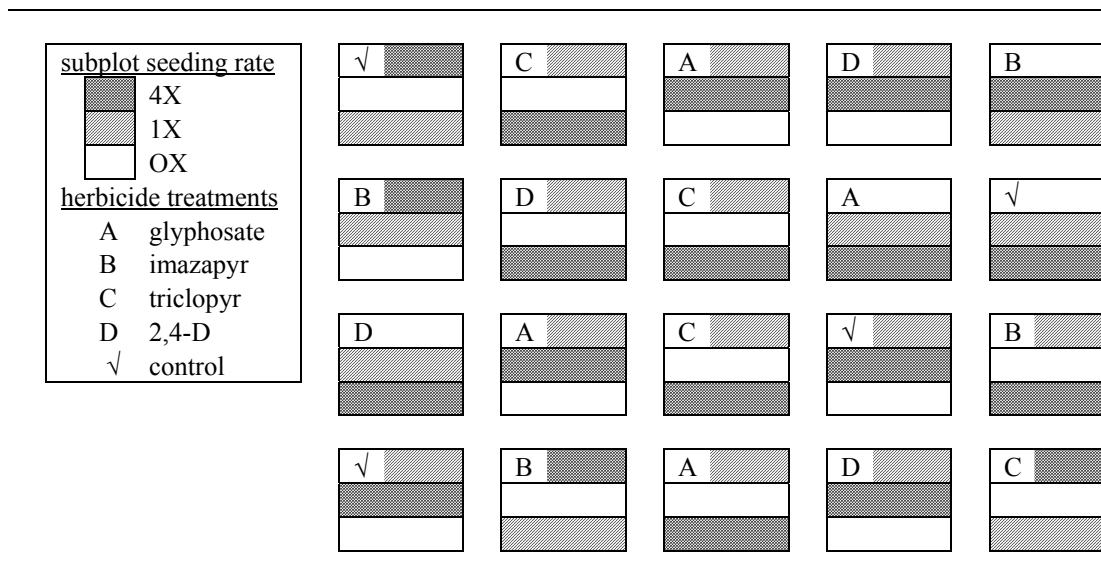 subplot seeding rate
4X
1X
OX
herbicide treatments
A glyphosate
B imazapyr
C triclopyr
D 2,4-D
√ control
√ C A D B
B D C A √
D A C √ B
√ B A D C